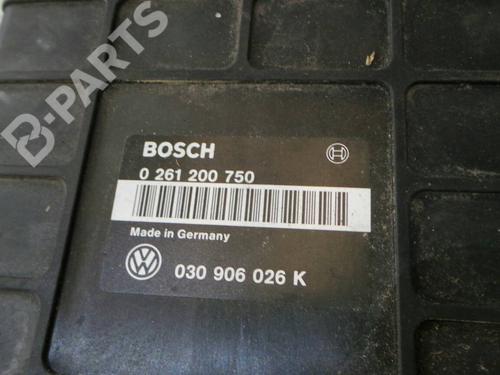 B-PARTS
BOSCH
0 261 200 750
Made in Germany
030 906 026 K